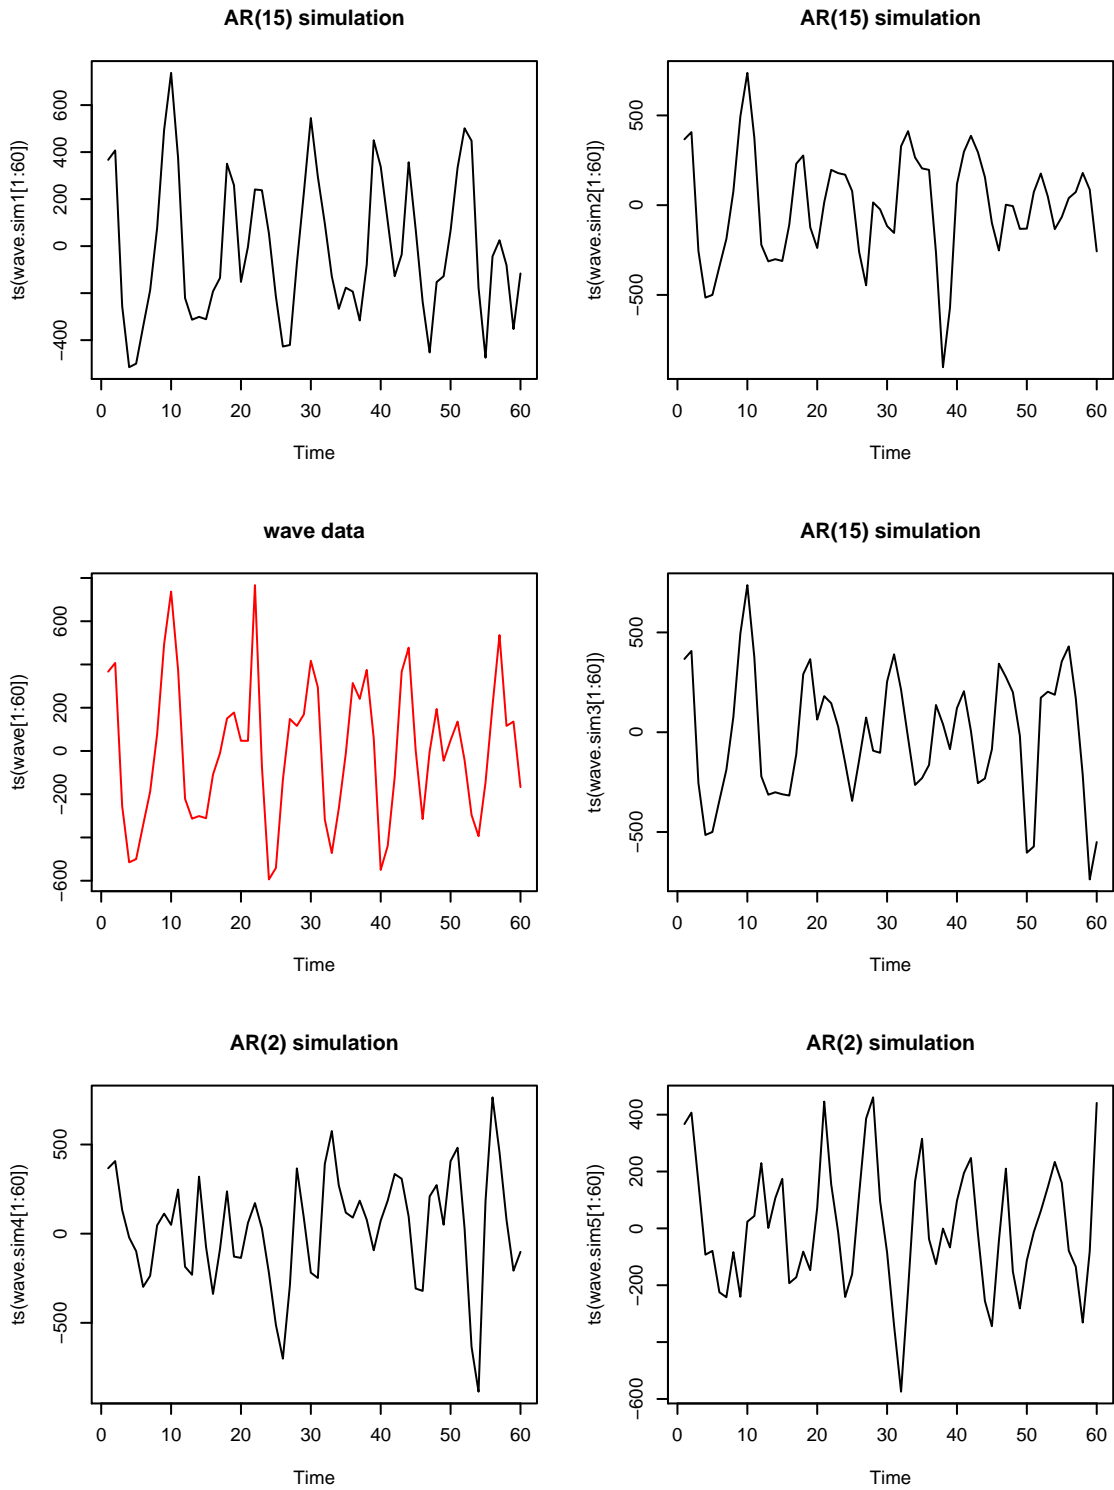 AR(15) simulation
ts(wave.sim1[1:60])
600
400
200
0
−400
0 10 20 30 40 50 60
Time
AR(15) simulation
ts(wave.sim2[1:60])
500
0
−500
0 10 20 30 40 50 60
Time
wave data
ts(wave[1:60])
600
200
0
−200
−600
0 10 20 30 40 50 60
Time
AR(15) simulation
ts(wave.sim3[1:60])
500
0
−500
0 10 20 30 40 50 60
Time
AR(2) simulation
ts(wave.sim4[1:60])
500
0
−500
0 10 20 30 40 50 60
Time
AR(2) simulation
ts(wave.sim5[1:60])
400
200
0
−200
−600
0 10 20 30 40 50 60
Time